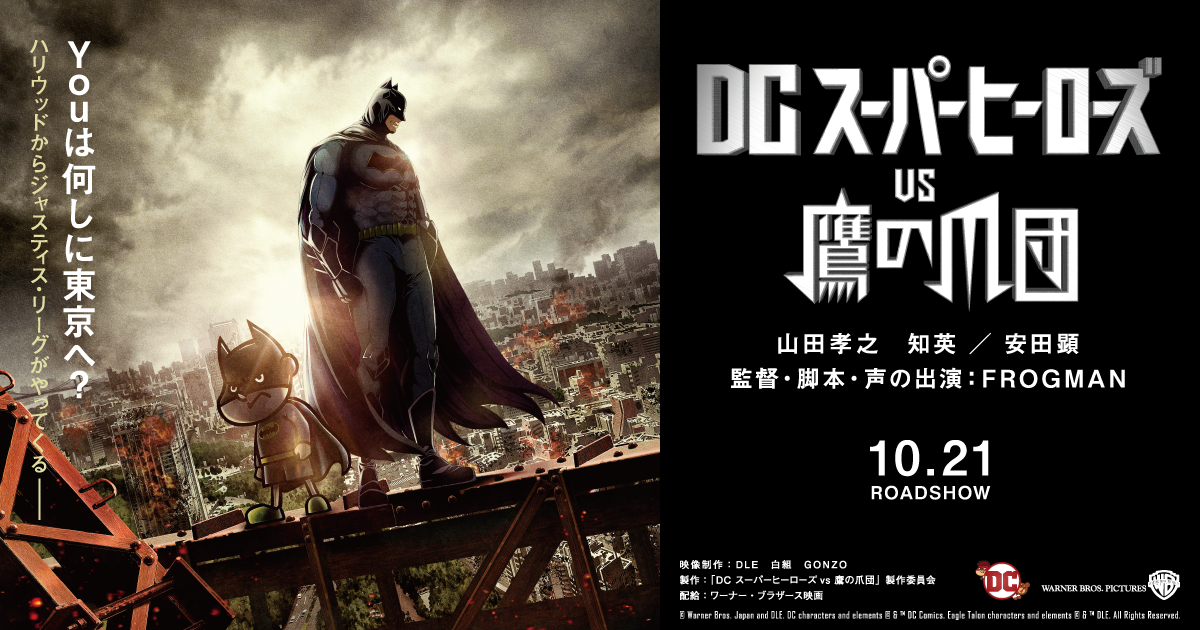 Youは何しに東京へ？
ハリウッドからジャスティス・リーグがやってくる——
DCスーパーヒーローズ
vs
鷹の爪団
山田孝之　知英 ／ 安田顕
監督・脚本・声の出演：FROGMAN
10.21
ROADSHOW
映像制作：DLE　白組　GONZO
製作：「DC スーパーヒーローズ vs 鷹の爪団」製作委員会
配給：ワーナー・ブラザース映画
DC
WARNER BROS. PICTURES
WB
© Warner Bros. Japan and DLE. DC characters and elements © & ™ DC Comics. Eagle Talon characters and elements © & ™ DLE. All Rights Reserved.